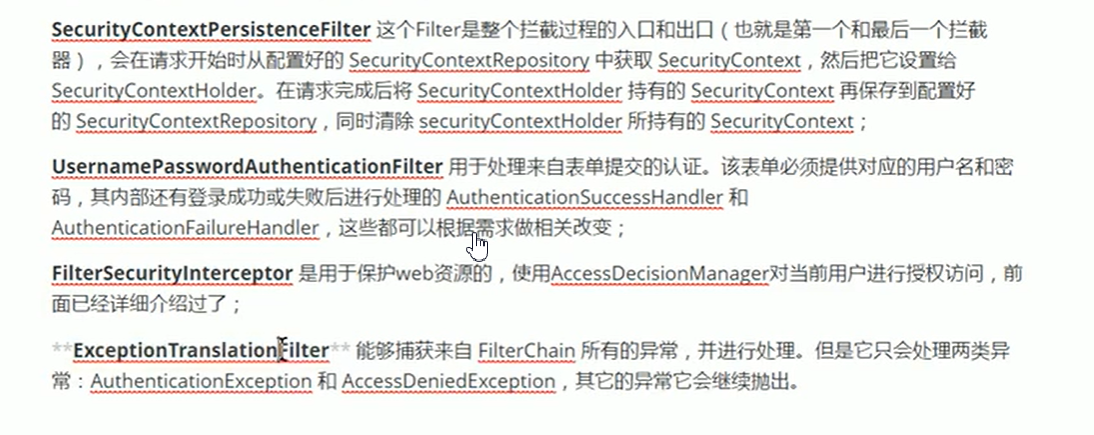 SecurityContextPersistenceFilter 这个Filter是整个拦截过程的入口和出口（也就是第一个和最后一个拦截
器），会在请求开始时从配置好的 SecurityContextRepository 中获取 SecurityContext，然后把它设置给
SecurityContextHolder。在请求完成后将 SecurityContextHolder 持有的 SecurityContext 再保存到配置好
的 SecurityContextRepository，同时清除 securityContextHolder 所持有的 SecurityContext；
UsernamePasswordAuthenticationFilter 用于处理来自表单提交的认证。该表单必须提供对应的用户名和密
码，其内部还有登录成功或失败后进行处理的 AuthenticationSuccessHandler 和
AuthenticationFailureHandler，这些都可以根据需求做相关改变；
FilterSecurityInterceptor 是用于保护web资源的，使用AccessDecisionManager对当前用户进行授权访问，前
面已经详细介绍过了；
**ExceptionTranslationFilter** 能够捕获来自 FilterChain 所有的异常，并进行处理。但是它只会处理两类异
常：AuthenticationException 和 AccessDeniedException，其它的异常它会继续抛出。